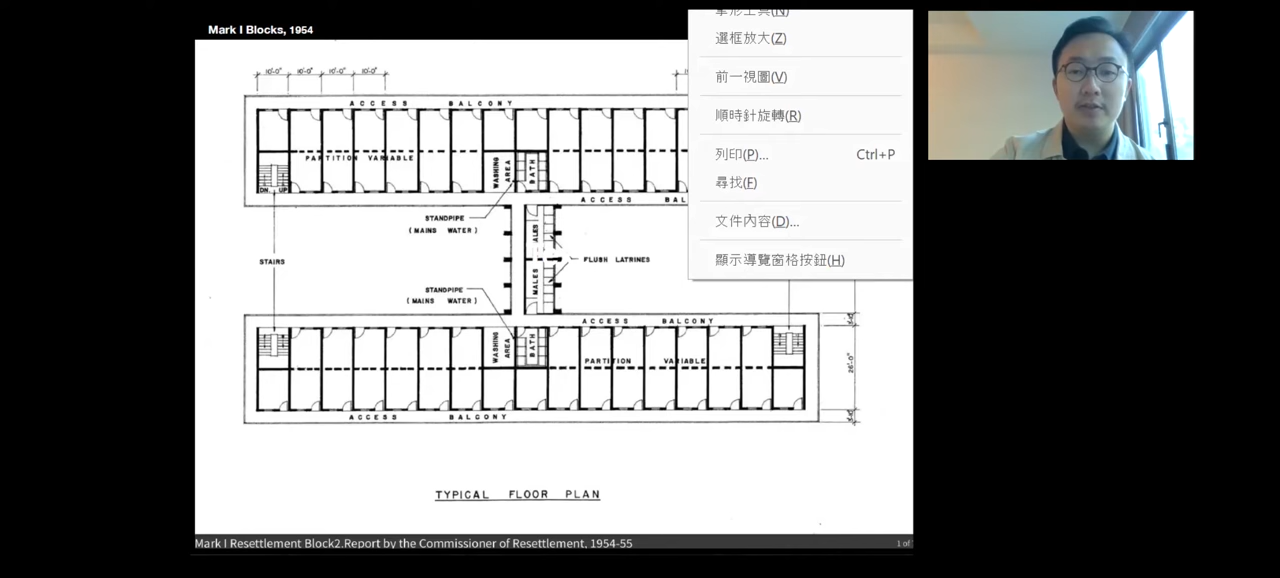 Mark I Blocks, 1954
選框放大(Z)
前一視圖(V)
順時針旋轉(R)
列印(P)... Ctrl+P
尋找(F)
文件內容(D)...
顯示導覽窗格按鈕(H)
10'-0" 10'-0" 10'-0" 10'-0"
ACCESS BALCONY
PARTITION VARIABLE
WASHING AREA
BATH
DN UP
ACCESS
STANDPIPE
(MAINS WATER)
STAIRS
FLUSH LATRINES
MALES
STANDPIPE
(MAINS WATER)
ACCESS BALCONY
WASHING AREA
BATH
PARTITION VARIABLE
26'-0"
ACCESS BALCONY
TYPICAL FLOOR PLAN
Mark I Resettlement Block2.Report by the Commissioner of Resettlement, 1954-55
1 of